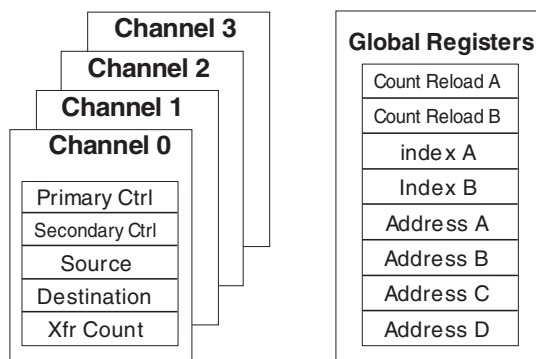 Channel 3
Channel 2
Channel 1
Channel 0
Primary Ctrl
Secondary Ctrl
Source
Destination
Xfr Count
Global Registers
Count Reload A
Count Reload B
index A
Index B
Address A
Address B
Address C
Address D